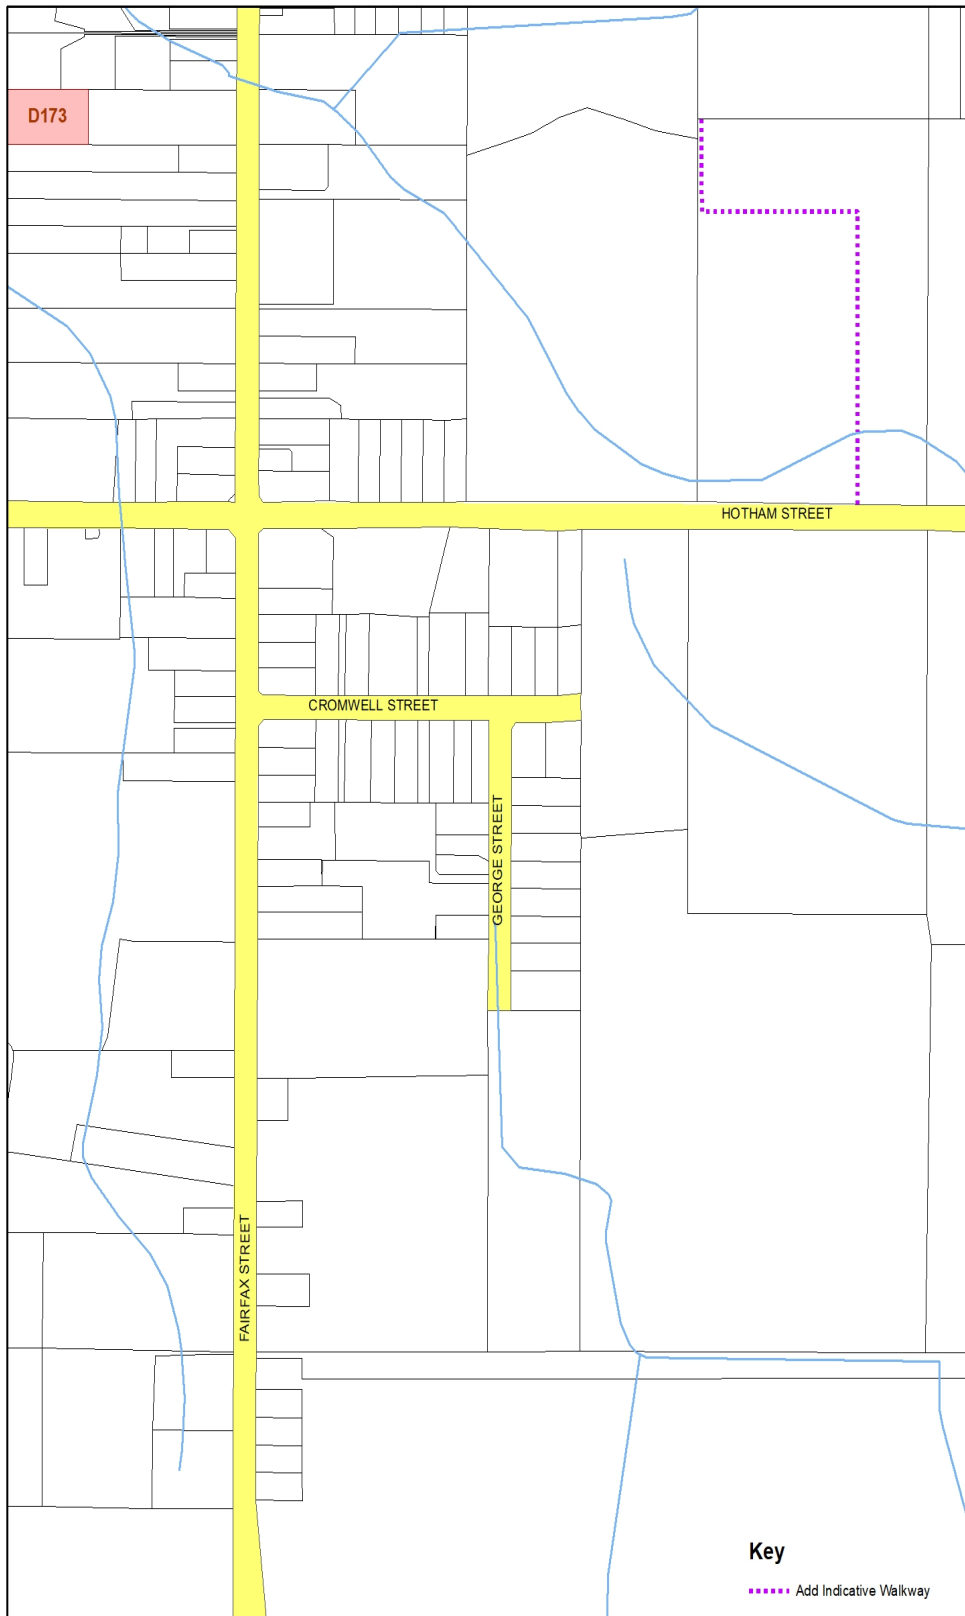 D173
HOTHAM STREET
CROMWELL STREET
GEORGE STREET
FAIRFAX STREET
Key
Add Indicative Walkway